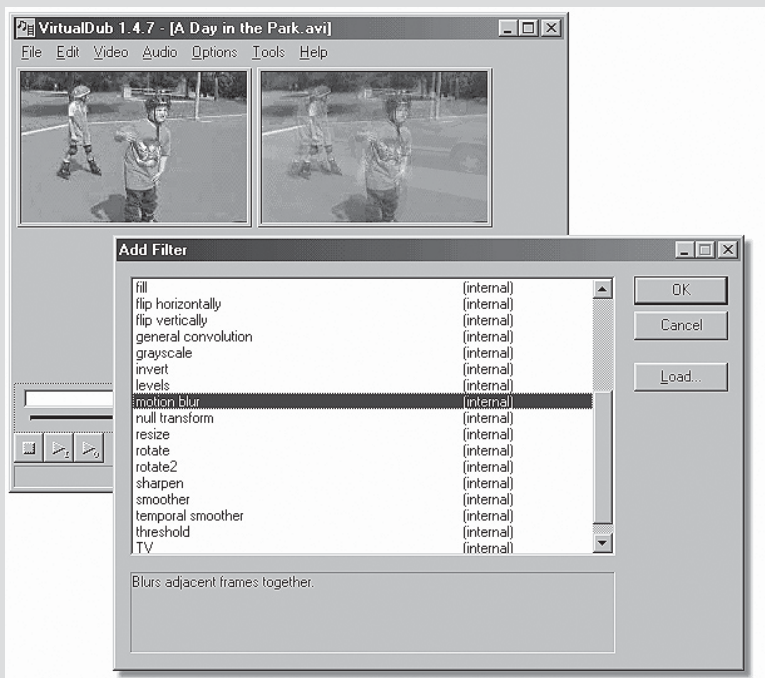 VirtualDub 1.4.7 - [A Day in the Park.avi]
File Edit Video Audio Options Tools Help
Add Filter
fill (internal)
flip horizontally (internal)
flip vertically (internal)
general convolution (internal)
grayscale (internal)
invert (internal)
levels (internal)
motion blur (internal)
null transform (internal)
resize (internal)
rotate (internal)
rotate2 (internal)
sharpen (internal)
smoother (internal)
temporal smoother (internal)
threshold (internal)
TV (internal)
OK
Cancel
Load...
Blurs adjacent frames together.